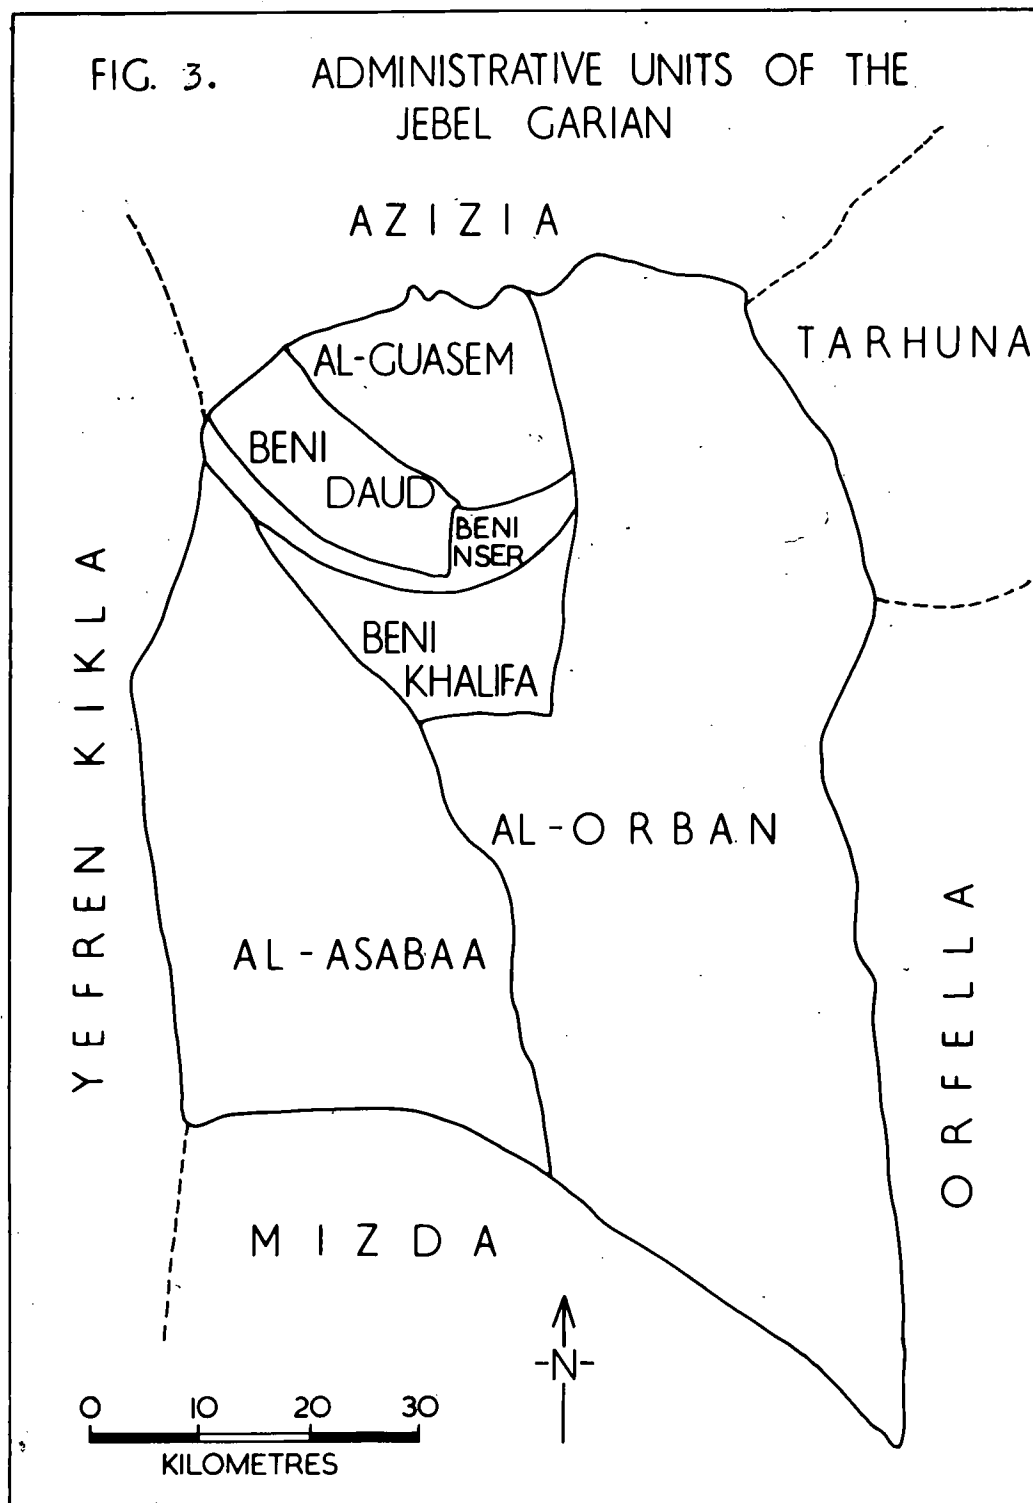 FIG. 3. ADMINISTRATIVE UNITS OF THE
JEBEL GARIAN
AZIZIA
TARHUNA
AL-GUASEM
BENI
DAUD
BENI
NSER
YEFREN KIKLA
BENI
KHALIFA
AL-ORBAN
AL-ASABAA
ORFELLA
MIZDA
-N-
0 10 20 30
KILOMETRES